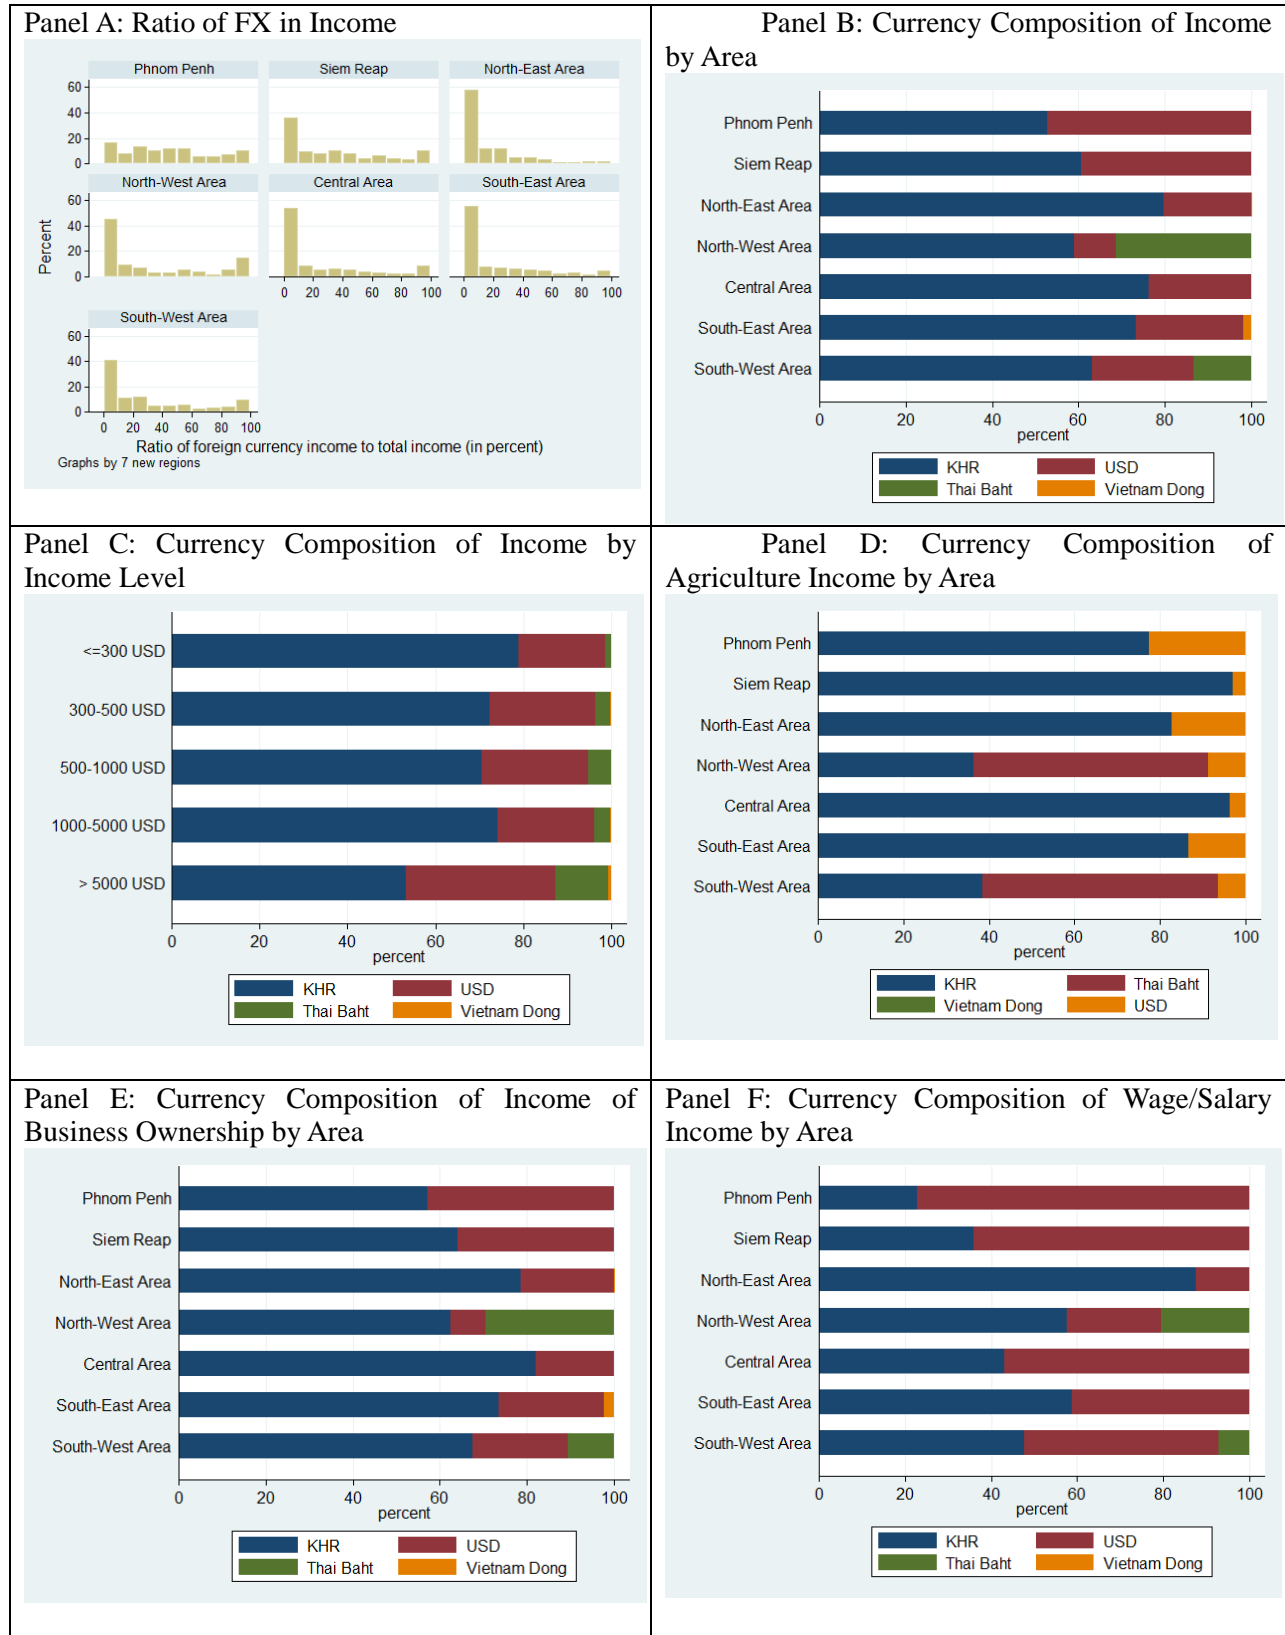 Panel A: Ratio of FX in Income
Phnom Penh
Siem Reap
North-East Area
60
40
20
0
North-West Area
Central Area
South-East Area
60
40
20
0
0 20 40 60 80 100
0 20 40 60 80 100
South-West Area
60
40
20
0
0 20 40 60 80 100
Percent
Ratio of foreign currency income to total income (in percent)
Graphs by 7 new regions
Panel B: Currency Composition of Income
by Area
Phnom Penh
Siem Reap
North-East Area
North-West Area
Central Area
South-East Area
South-West Area
0 20 40 60 80 100
percent
KHR USD
Thai Baht Vietnam Dong
Panel C: Currency Composition of Income by
Income Level
<=300 USD
300-500 USD
500-1000 USD
1000-5000 USD
> 5000 USD
0 20 40 60 80 100
percent
KHR USD
Thai Baht Vietnam Dong
Panel D: Currency Composition of
Agriculture Income by Area
Phnom Penh
Siem Reap
North-East Area
North-West Area
Central Area
South-East Area
South-West Area
0 20 40 60 80 100
percent
KHR Thai Baht
Vietnam Dong USD
Panel E: Currency Composition of Income of
Business Ownership by Area
Phnom Penh
Siem Reap
North-East Area
North-West Area
Central Area
South-East Area
South-West Area
0 20 40 60 80 100
percent
KHR USD
Thai Baht Vietnam Dong
Panel F: Currency Composition of Wage/Salary
Income by Area
Phnom Penh
Siem Reap
North-East Area
North-West Area
Central Area
South-East Area
South-West Area
0 20 40 60 80 100
percent
KHR USD
Thai Baht Vietnam Dong